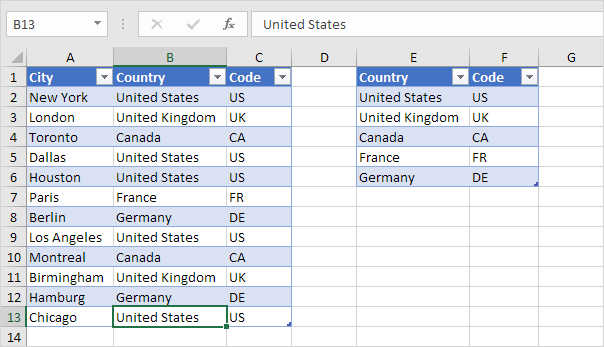 B13 fx United States
A B C D E F G
1 City Country Code Country Code
2 New York United States US United States US
3 London United Kingdom UK United Kingdom UK
4 Toronto Canada CA Canada CA
5 Dallas United States US France FR
6 Houston United States US Germany DE
7 Paris France FR
8 Berlin Germany DE
9 Los Angeles United States US
10 Montreal Canada CA
11 Birmingham United Kingdom UK
12 Hamburg Germany DE
13 Chicago United States US
14